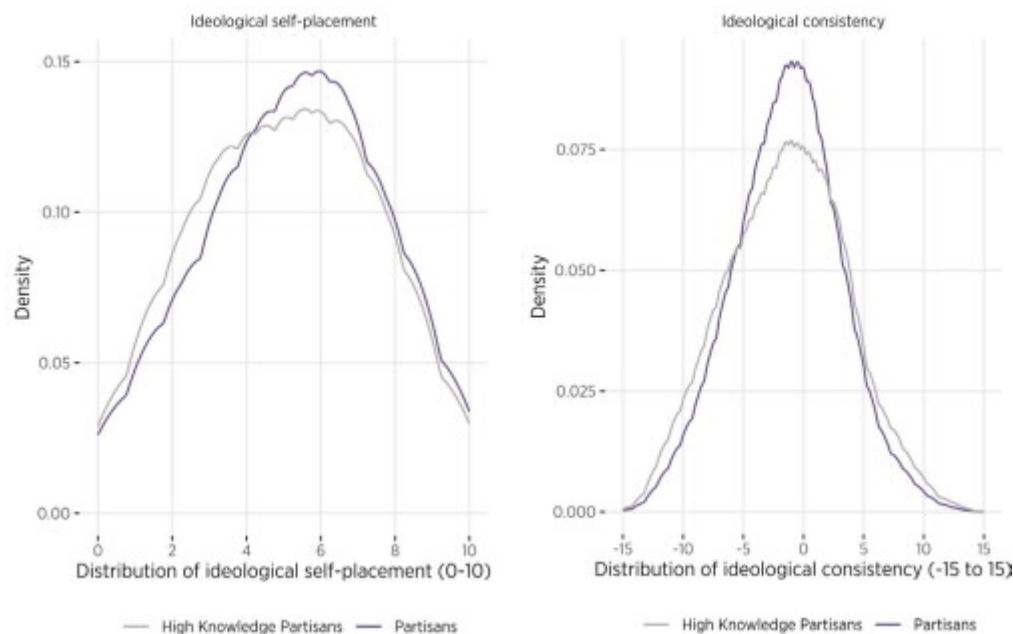 Ideological self-placement
0.15
0.10
0.05
0.00
Density
0 2 4 6 8 10
Distribution of ideological self-placement (0-10)
High Knowledge Partisans Partisans
Ideological consistency
0.075
0.050
0.025
0.000
Density
-15 -10 -5 0 5 10 15
Distribution of ideological consistency (-15 to 15)
High Knowledge Partisans Partisans